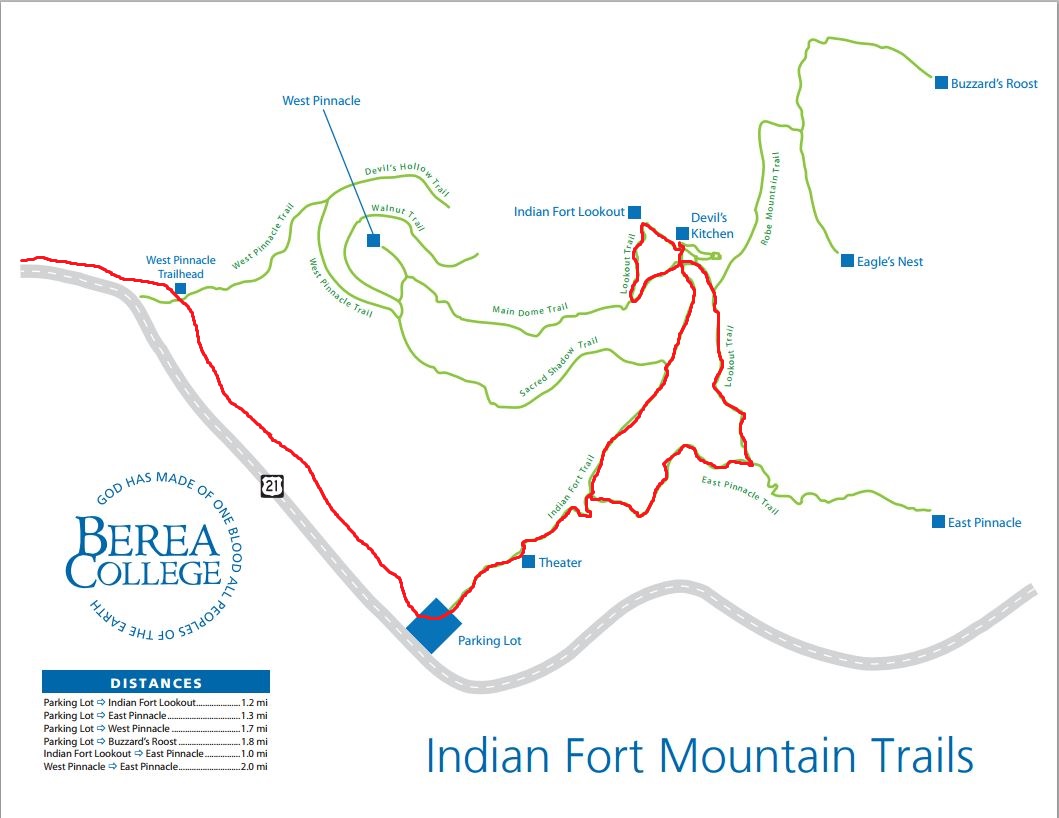 Buzzard's Roost
West Pinnacle
Devil's Hollow Trail
Walnut Trail
Robe Mountain Trail
Indian Fort Lookout
Devil's
Kitchen
West Pinnacle Trail
Lookout Trail
West Pinnacle
Trailhead
Eagle's Nest
West Pinnacle Trail
Main Dome Trail
Sacred Shadow Trail
Lookout Trail
21
Indian Fort Trail
East Pinnacle Trail
East Pinnacle
GOD HAS MADE OF ONE BLOOD ALL PEOPLES OF THE EARTH
BEREA
COLLEGE
Theater
Parking Lot
DISTANCES
Parking Lot ⇨ Indian Fort Lookout....................1.2 mi
Parking Lot ⇨ East Pinnacle..............................1.3 mi
Parking Lot ⇨ West Pinnacle............................1.7 mi
Parking Lot ⇨ Buzzard's Roost.........................1.8 mi
Indian Fort Lookout ⇨ East Pinnacle...............1.0 mi
West Pinnacle ⇨ East Pinnacle..........................2.0 mi
Indian Fort Mountain Trails